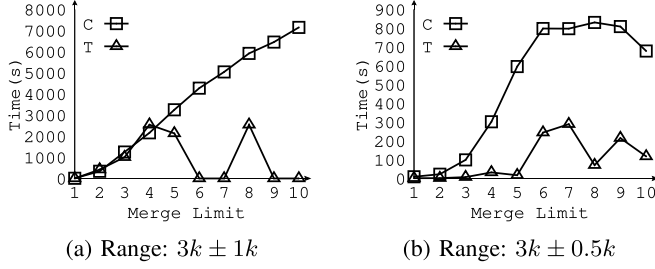 8000
7000
6000
5000
4000
3000
2000
1000
0
Time(s)
C
T
1 2 3 4 5 6 7 8 9 10
Merge Limit
(a) Range: 3k ± 1k
900
800
700
600
500
400
300
200
100
0
Time(s)
C
T
1 2 3 4 5 6 7 8 9 10
Merge Limit
(b) Range: 3k ± 0.5k